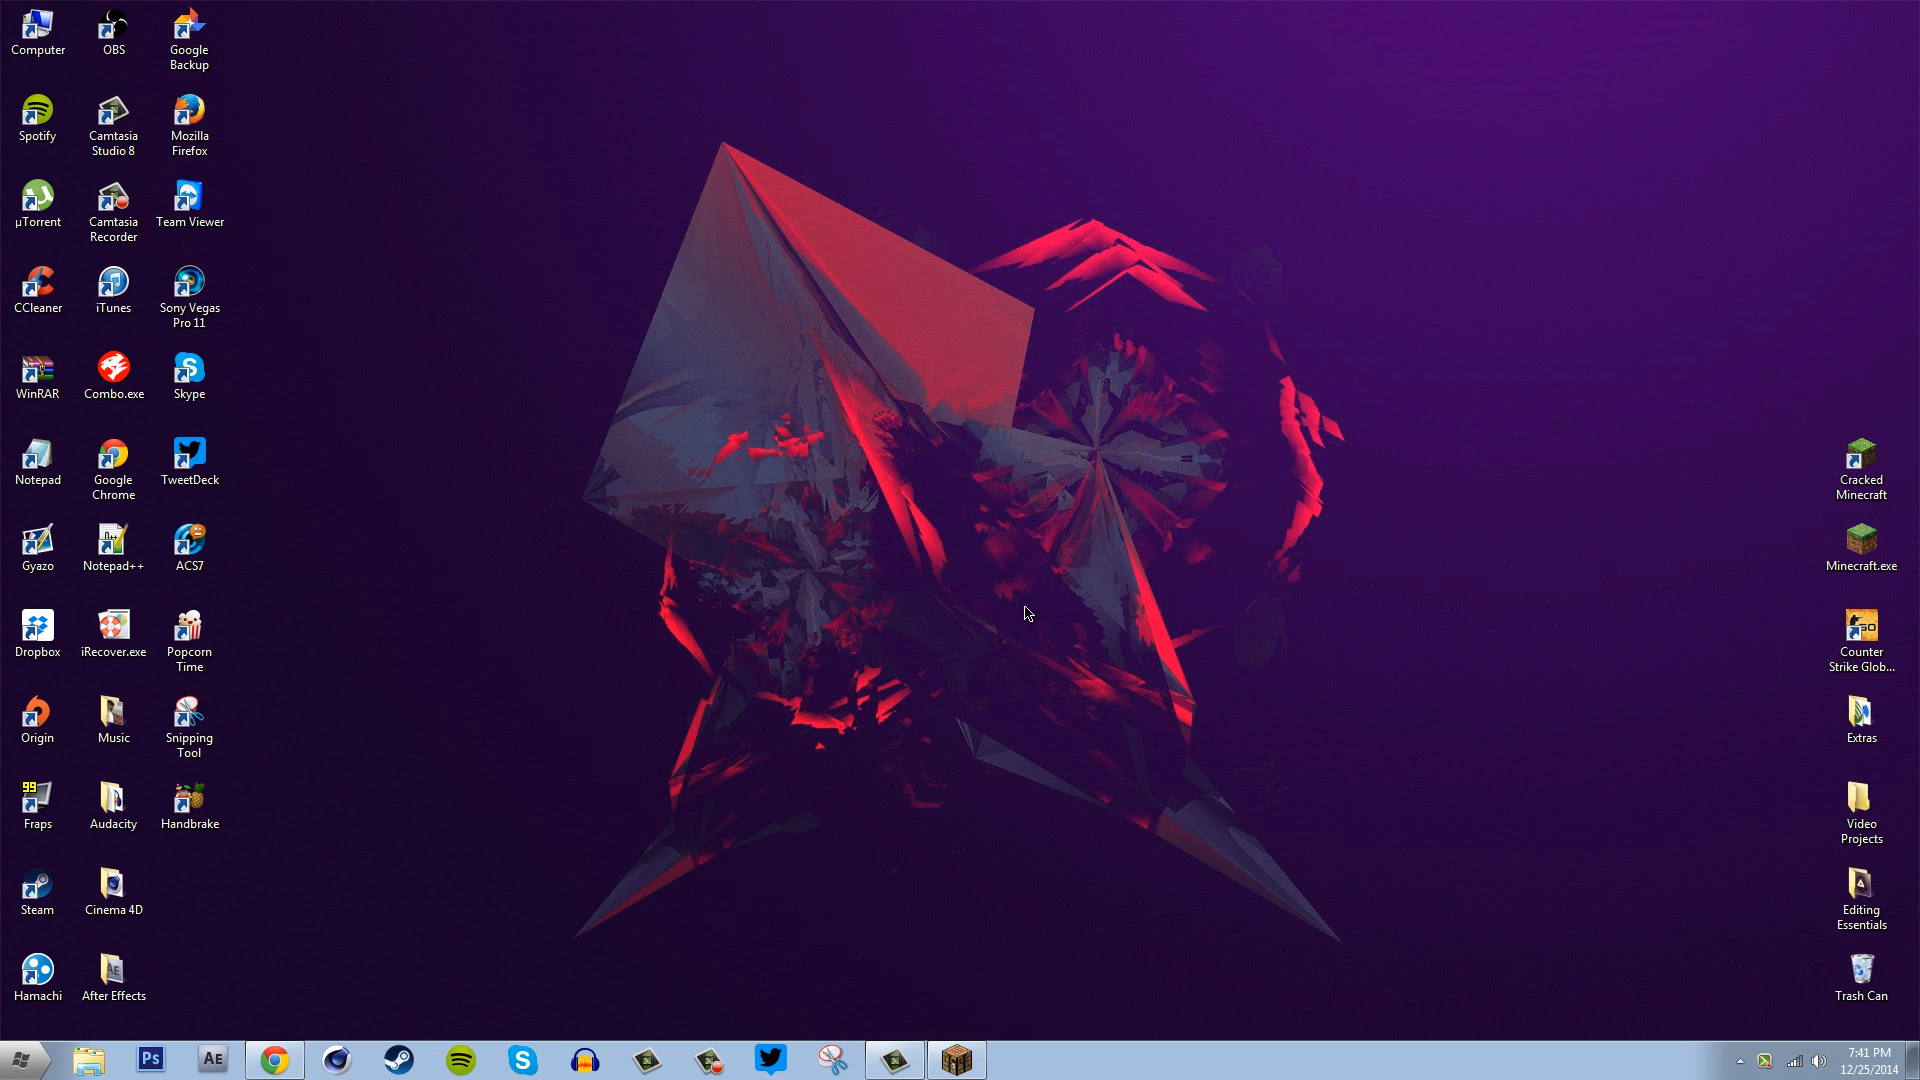 Computer
OBS
Google
Backup
Spotify
Camtasia
Studio 8
Mozilla
Firefox
µTorrent
Camtasia
Recorder
Team Viewer
CCleaner
iTunes
Sony Vegas
Pro 11
WinRAR
Combo.exe
Skype
Notepad
Google
Chrome
TweetDeck
Gyazo
Notepad++
ACS7
Dropbox
iRecover.exe
Popcorn
Time
Origin
Music
Snipping
Tool
99
Fraps
Audacity
Handbrake
Steam
Cinema 4D
Hamachi
AE
After Effects
Cracked
Minecraft
Minecraft.exe
GO
Counter
Strike Glob...
Extras
Video
Projects
Editing
Essentials
Trash Can
Ps
AE
7:41 PM
12/25/2014